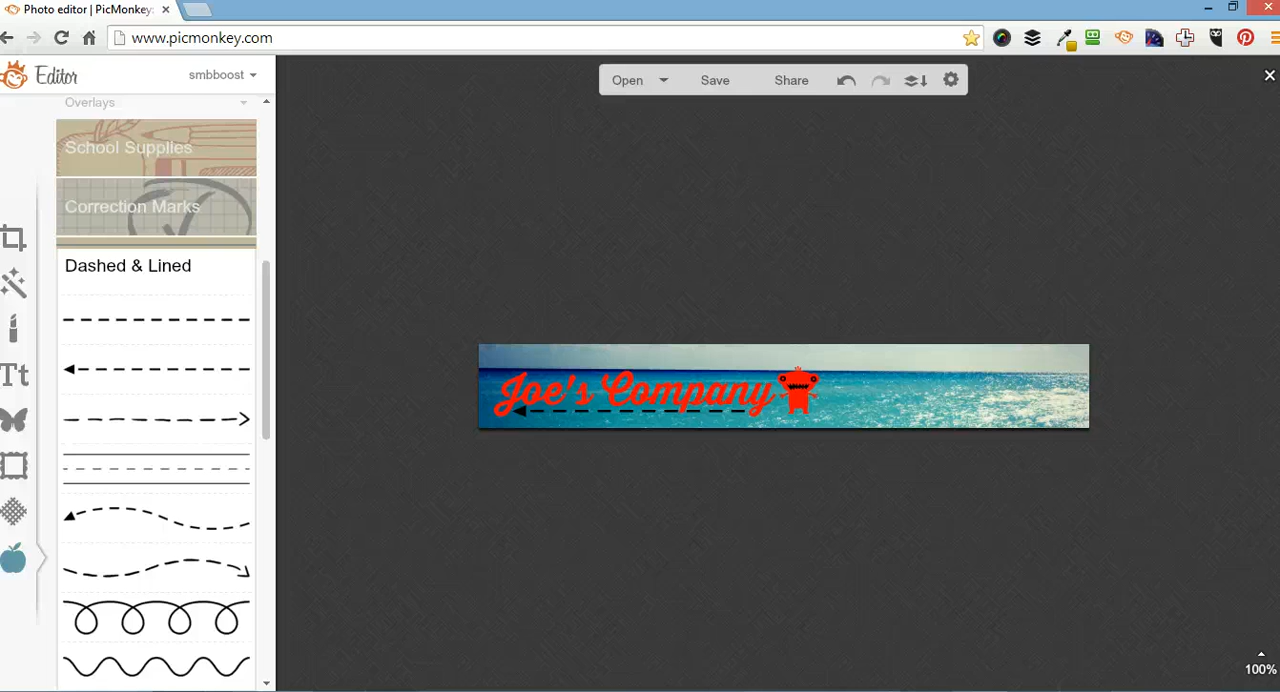 Photo editor | PicMonkey:
www.picmonkey.com
Editor
smbboost
Open
Save
Share
Overlays
School Supplies
Correction Marks
Dashed & Lined
Tt
Joe's Company
100%